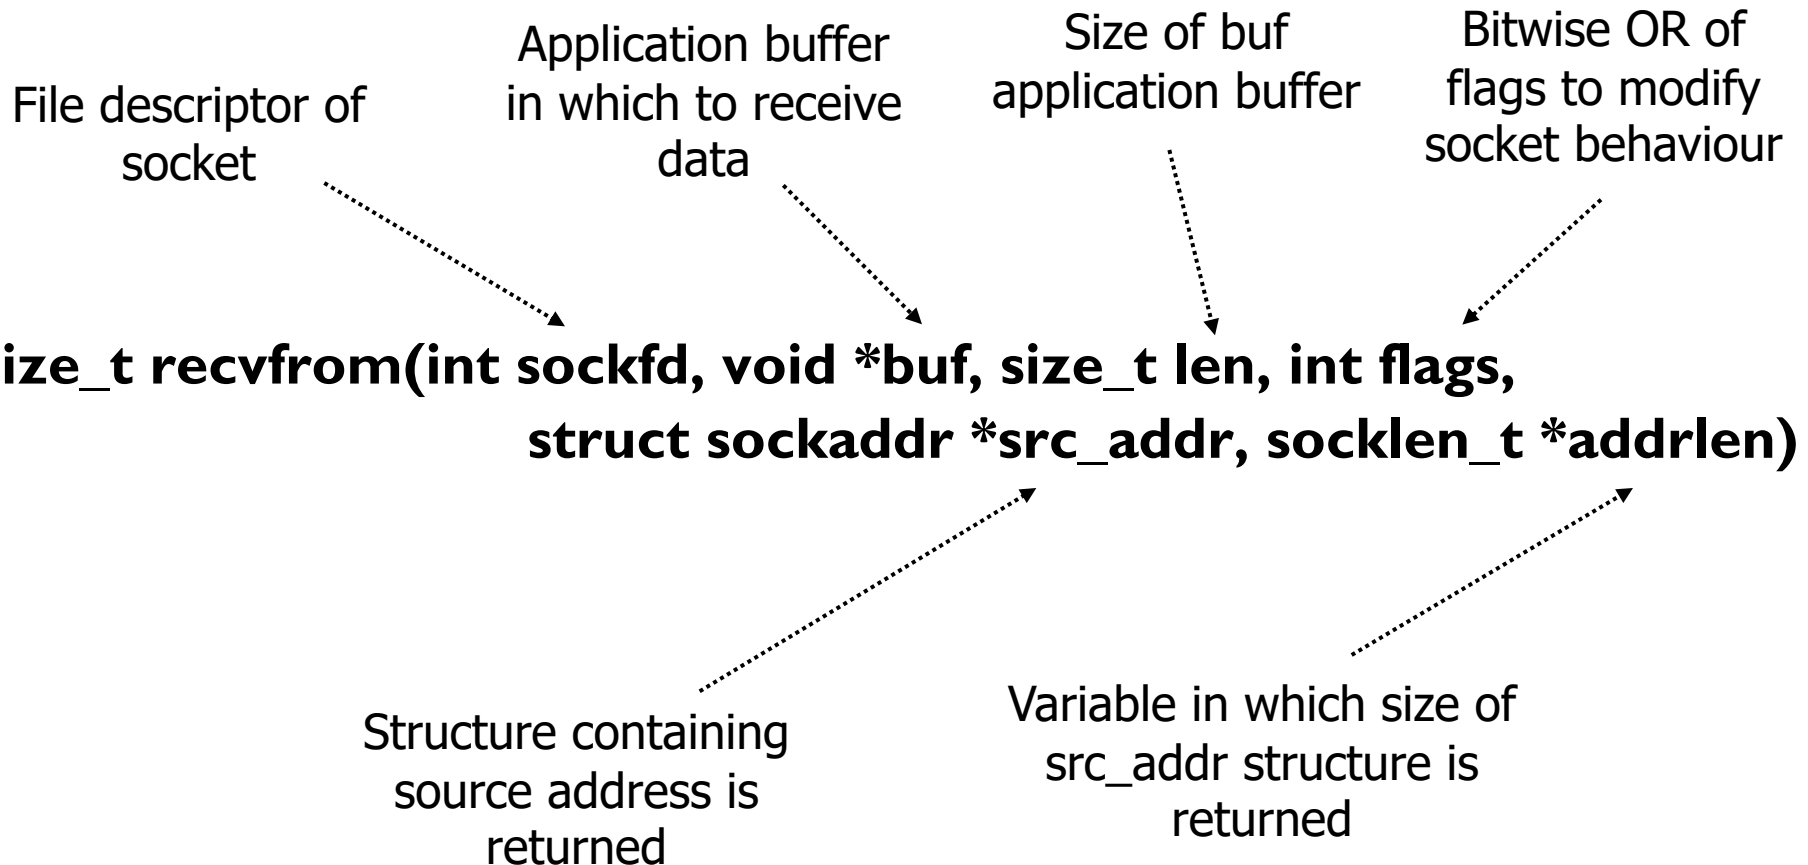 File descriptor of
socket
Application buffer
in which to receive
data
Size of buf
application buffer
Bitwise OR of
flags to modify
socket behaviour
ize_t recvfrom(int sockfd, void *buf, size_t len, int flags,
struct sockaddr *src_addr, socklen_t *addrlen)
Structure containing
source address is
returned
Variable in which size of
src_addr structure is
returned